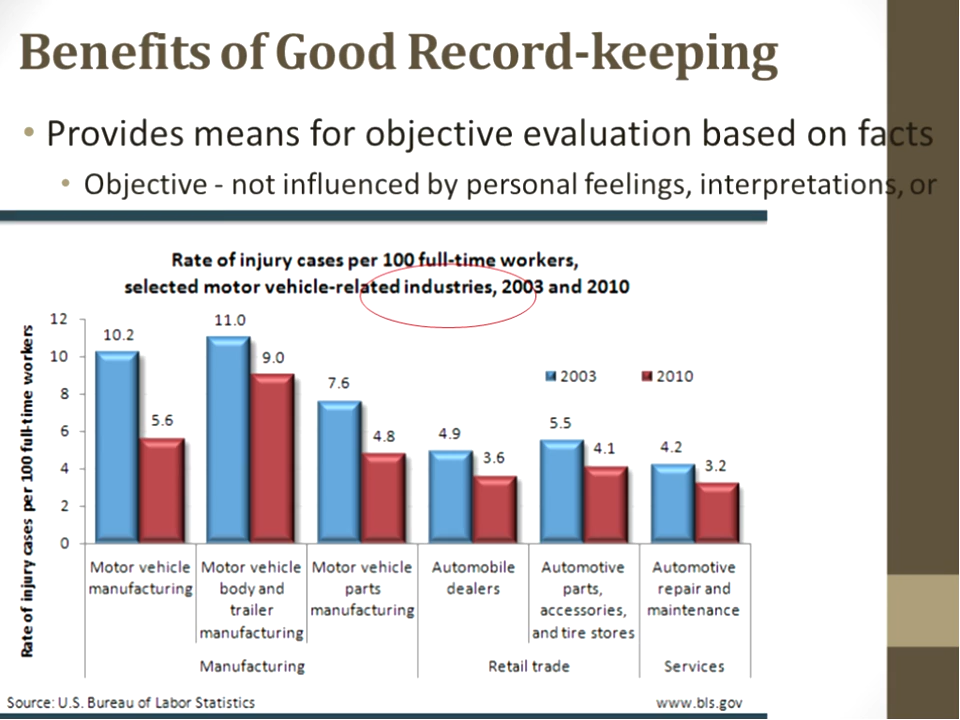 Benefits of Good Record-keeping
• Provides means for objective evaluation based on facts
• Objective - not influenced by personal feelings, interpretations, or
Rate of injury cases per 100 full-time workers,
selected motor vehicle-related industries, 2003 and 2010
Rate of injury cases per 100 full-time workers
12
10
8
6
4
2
0
10.2
5.6
11.0
9.0
7.6
4.8
4.9
3.6
5.5
4.1
4.2
3.2
2003
2010
Motor vehicle
manufacturing
Motor vehicle
body and
trailer
manufacturing
Motor vehicle
parts
manufacturing
Automobile
dealers
Automotive
parts,
accessories,
and tire stores
Automotive
repair and
maintenance
Manufacturing
Retail trade
Services
Source: U.S. Bureau of Labor Statistics
www.bls.gov